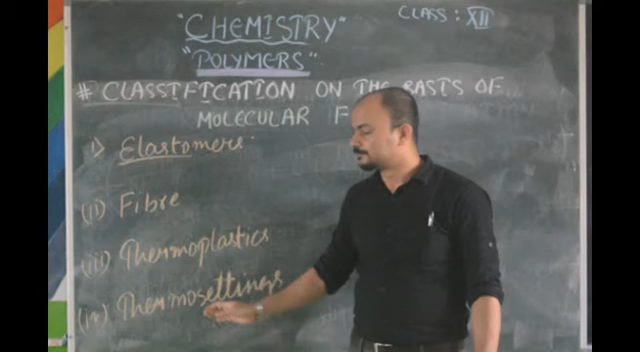 "CHEMISTRY"
CLASS: XII
"POLYMERS".
# CLASSIFICATION ON THE BASIS OF
MOLECULAR F
i) Elastomers.
(ii) Fibre
(iii) Thermoplastics
(iv) Thermosettings